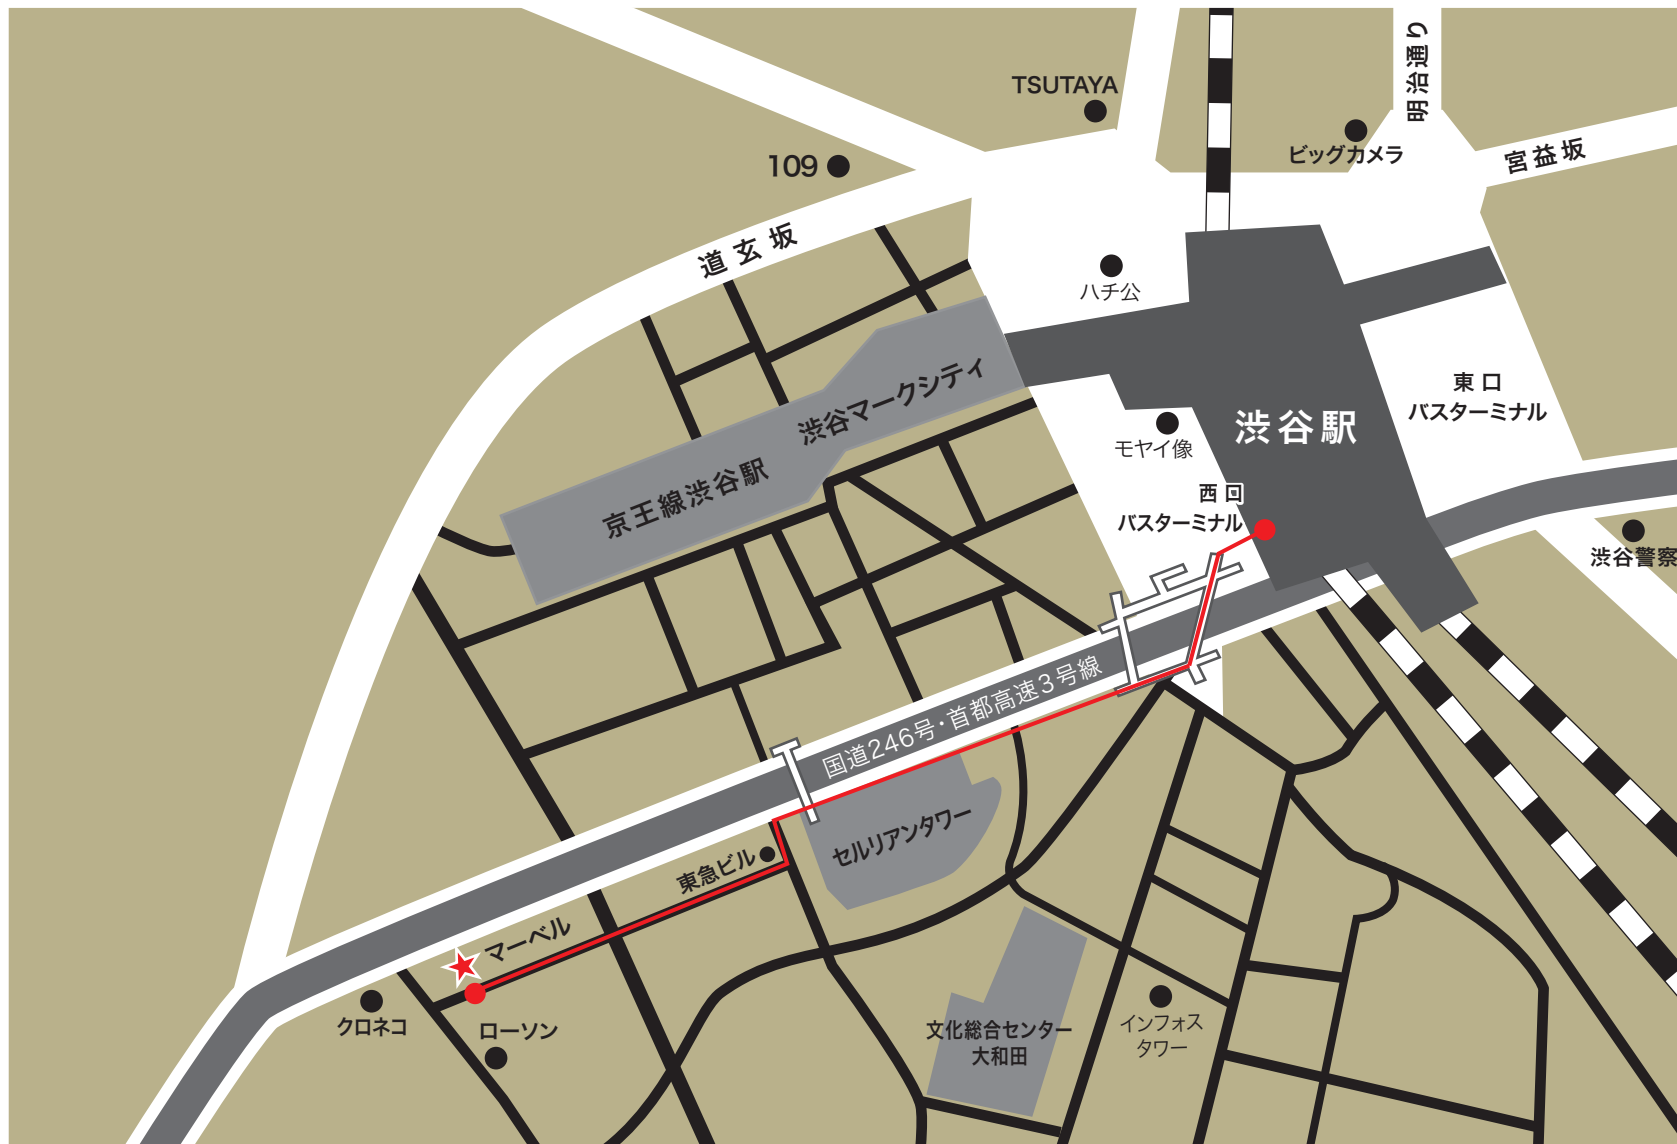 TSUTAYA
明治通り
ビッグカメラ
宮益坂
109
道玄坂
ハチ公
渋谷マークシティ
京王線渋谷駅
東口
バスターミナル
渋谷駅
モヤイ像
西口
バスターミナル
渋谷警察
国道246号・首都高速3号線
セルリアンタワー
東急ビル
マーベル
クロネコ
ローソン
文化総合センター
大和田
インフォス
タワー